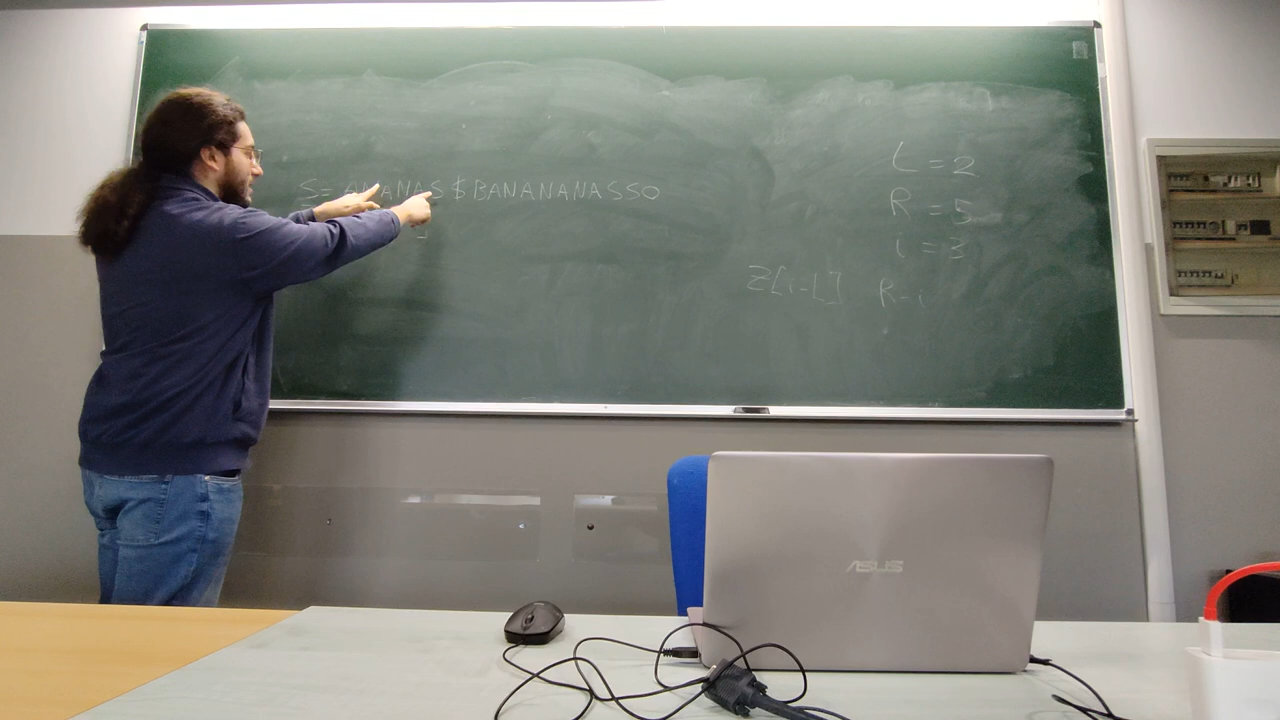 S= ANANAS$BANANANASSO
L=2
R=5
i=3
Z[i-L] R-i
ASUS